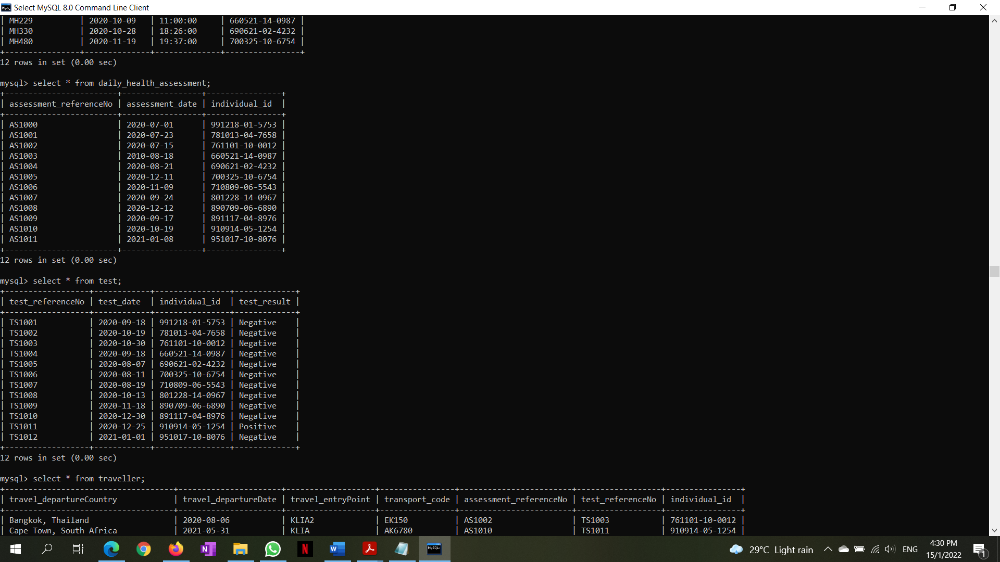 Select MySQL 8.0 Command Line Client
| MH229          | 2020-10-09   | 11:00:00     | 660521-14-0987 |
| MH330          | 2020-10-28   | 18:26:00     | 690621-02-4232 |
| MH480          | 2020-11-19   | 19:37:00     | 700325-10-6754 |
+----------------+--------------+--------------+----------------+
12 rows in set (0.00 sec)
mysql> select * from daily_health_assessment;
+------------------------+-----------------+----------------+
| assessment_referenceNo | assessment_date | individual_id  |
+------------------------+-----------------+----------------+
| AS1000                 | 2020-07-01      | 991218-01-5753 |
| AS1001                 | 2020-07-23      | 781013-04-7658 |
| AS1002                 | 2020-07-15      | 761101-10-0012 |
| AS1003                 | 2010-08-18      | 660521-14-0987 |
| AS1004                 | 2020-08-21      | 690621-02-4232 |
| AS1005                 | 2020-12-11      | 700325-10-6754 |
| AS1006                 | 2020-11-09      | 710809-06-5543 |
| AS1007                 | 2020-09-24      | 801228-14-0967 |
| AS1008                 | 2020-12-12      | 890709-06-6890 |
| AS1009                 | 2020-09-17      | 891117-04-8976 |
| AS1010                 | 2020-10-19      | 910914-05-1254 |
| AS1011                 | 2021-01-08      | 951017-10-8076 |
+------------------------+-----------------+----------------+
12 rows in set (0.00 sec)
mysql> select * from test;
+------------------+------------+----------------+-------------+
| test_referenceNo | test_date  | individual_id  | test_result |
+------------------+------------+----------------+-------------+
| TS1001           | 2020-09-18 | 991218-01-5753 | Negative    |
| TS1002           | 2020-10-19 | 781013-04-7658 | Negative    |
| TS1003           | 2020-10-30 | 761101-10-0012 | Negative    |
| TS1004           | 2020-09-18 | 660521-14-0987 | Negative    |
| TS1005           | 2020-08-07 | 690621-02-4232 | Negative    |
| TS1006           | 2020-08-11 | 700325-10-6754 | Negative    |
| TS1007           | 2020-08-19 | 710809-06-5543 | Negative    |
| TS1008           | 2020-10-13 | 801228-14-0967 | Negative    |
| TS1009           | 2020-11-18 | 890709-06-6890 | Negative    |
| TS1010           | 2020-12-30 | 891117-04-8976 | Negative    |
| TS1011           | 2020-12-25 | 910914-05-1254 | Positive    |
| TS1012           | 2021-01-01 | 951017-10-8076 | Negative    |
+------------------+------------+----------------+-------------+
12 rows in set (0.00 sec)
mysql> select * from traveller;
+------------------------------------+----------------------+-------------------+----------------+------------------------+------------------+----------------+
| travel_departureCountry            | travel_departureDate | travel_entryPoint | transport_code | assessment_referenceNo | test_referenceNo | individual_id  |
+------------------------------------+----------------------+-------------------+----------------+------------------------+------------------+----------------+
| Bangkok, Thailand                  | 2020-08-06           | KLIA2             | EK150          | AS1002                 | TS1003           | 761101-10-0012 |
| Cape Town, South Africa            | 2021-05-31           | KLIA              | AK6780         | AS1010                 | TS1011           | 910914-05-1254 |
29°C Light rain
ENG
4:30 PM
15/1/2022
1